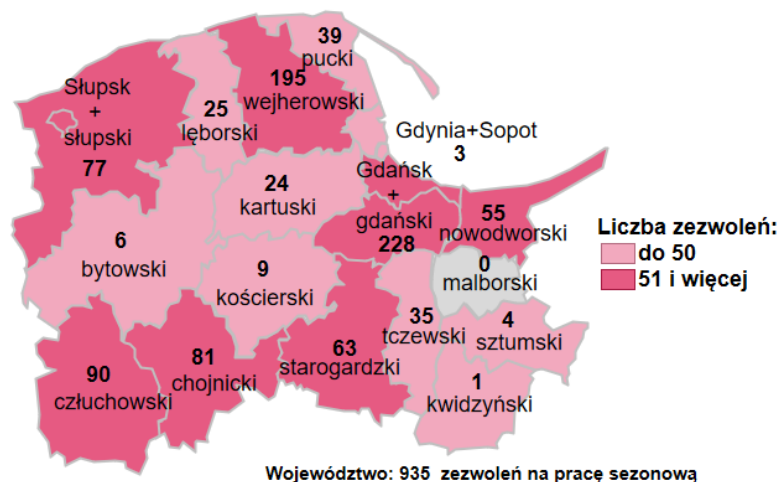 39
pucki
195
wejherowski
Słupsk
+
słupski
77
25
lęborski
Gdynia+Sopot
3
Gdańsk
+
gdański
228
24
kartuski
55
nowodworski
6
bytowski
9
kościerski
0
malborski
35
tczewski
4
sztumski
63
starogardzki
81
chojnicki
90
człuchowski
1
kwidzyński
Liczba zezwoleń:
do 50
51 i więcej
Województwo: 935 zezwoleń na pracę sezonową